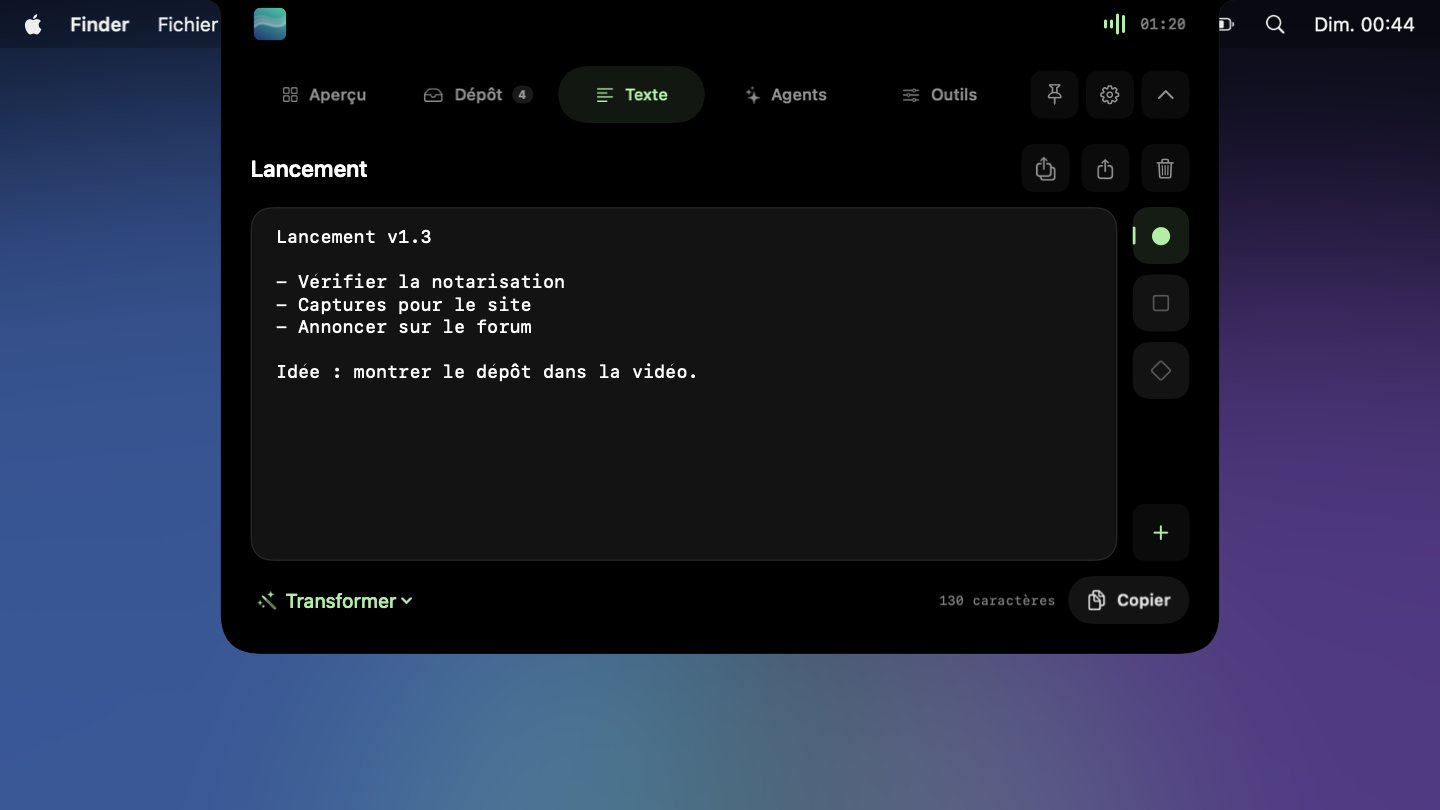 Finder Fichier
01:20
Dim. 00:44
Aperçu
Dépôt 4
Texte
Agents
Outils
Lancement
Lancement v1.3
– Vérifier la notarisation
– Captures pour le site
– Annoncer sur le forum
Idée : montrer le dépôt dans la vidéo.
Transformer
130 caractères
Copier